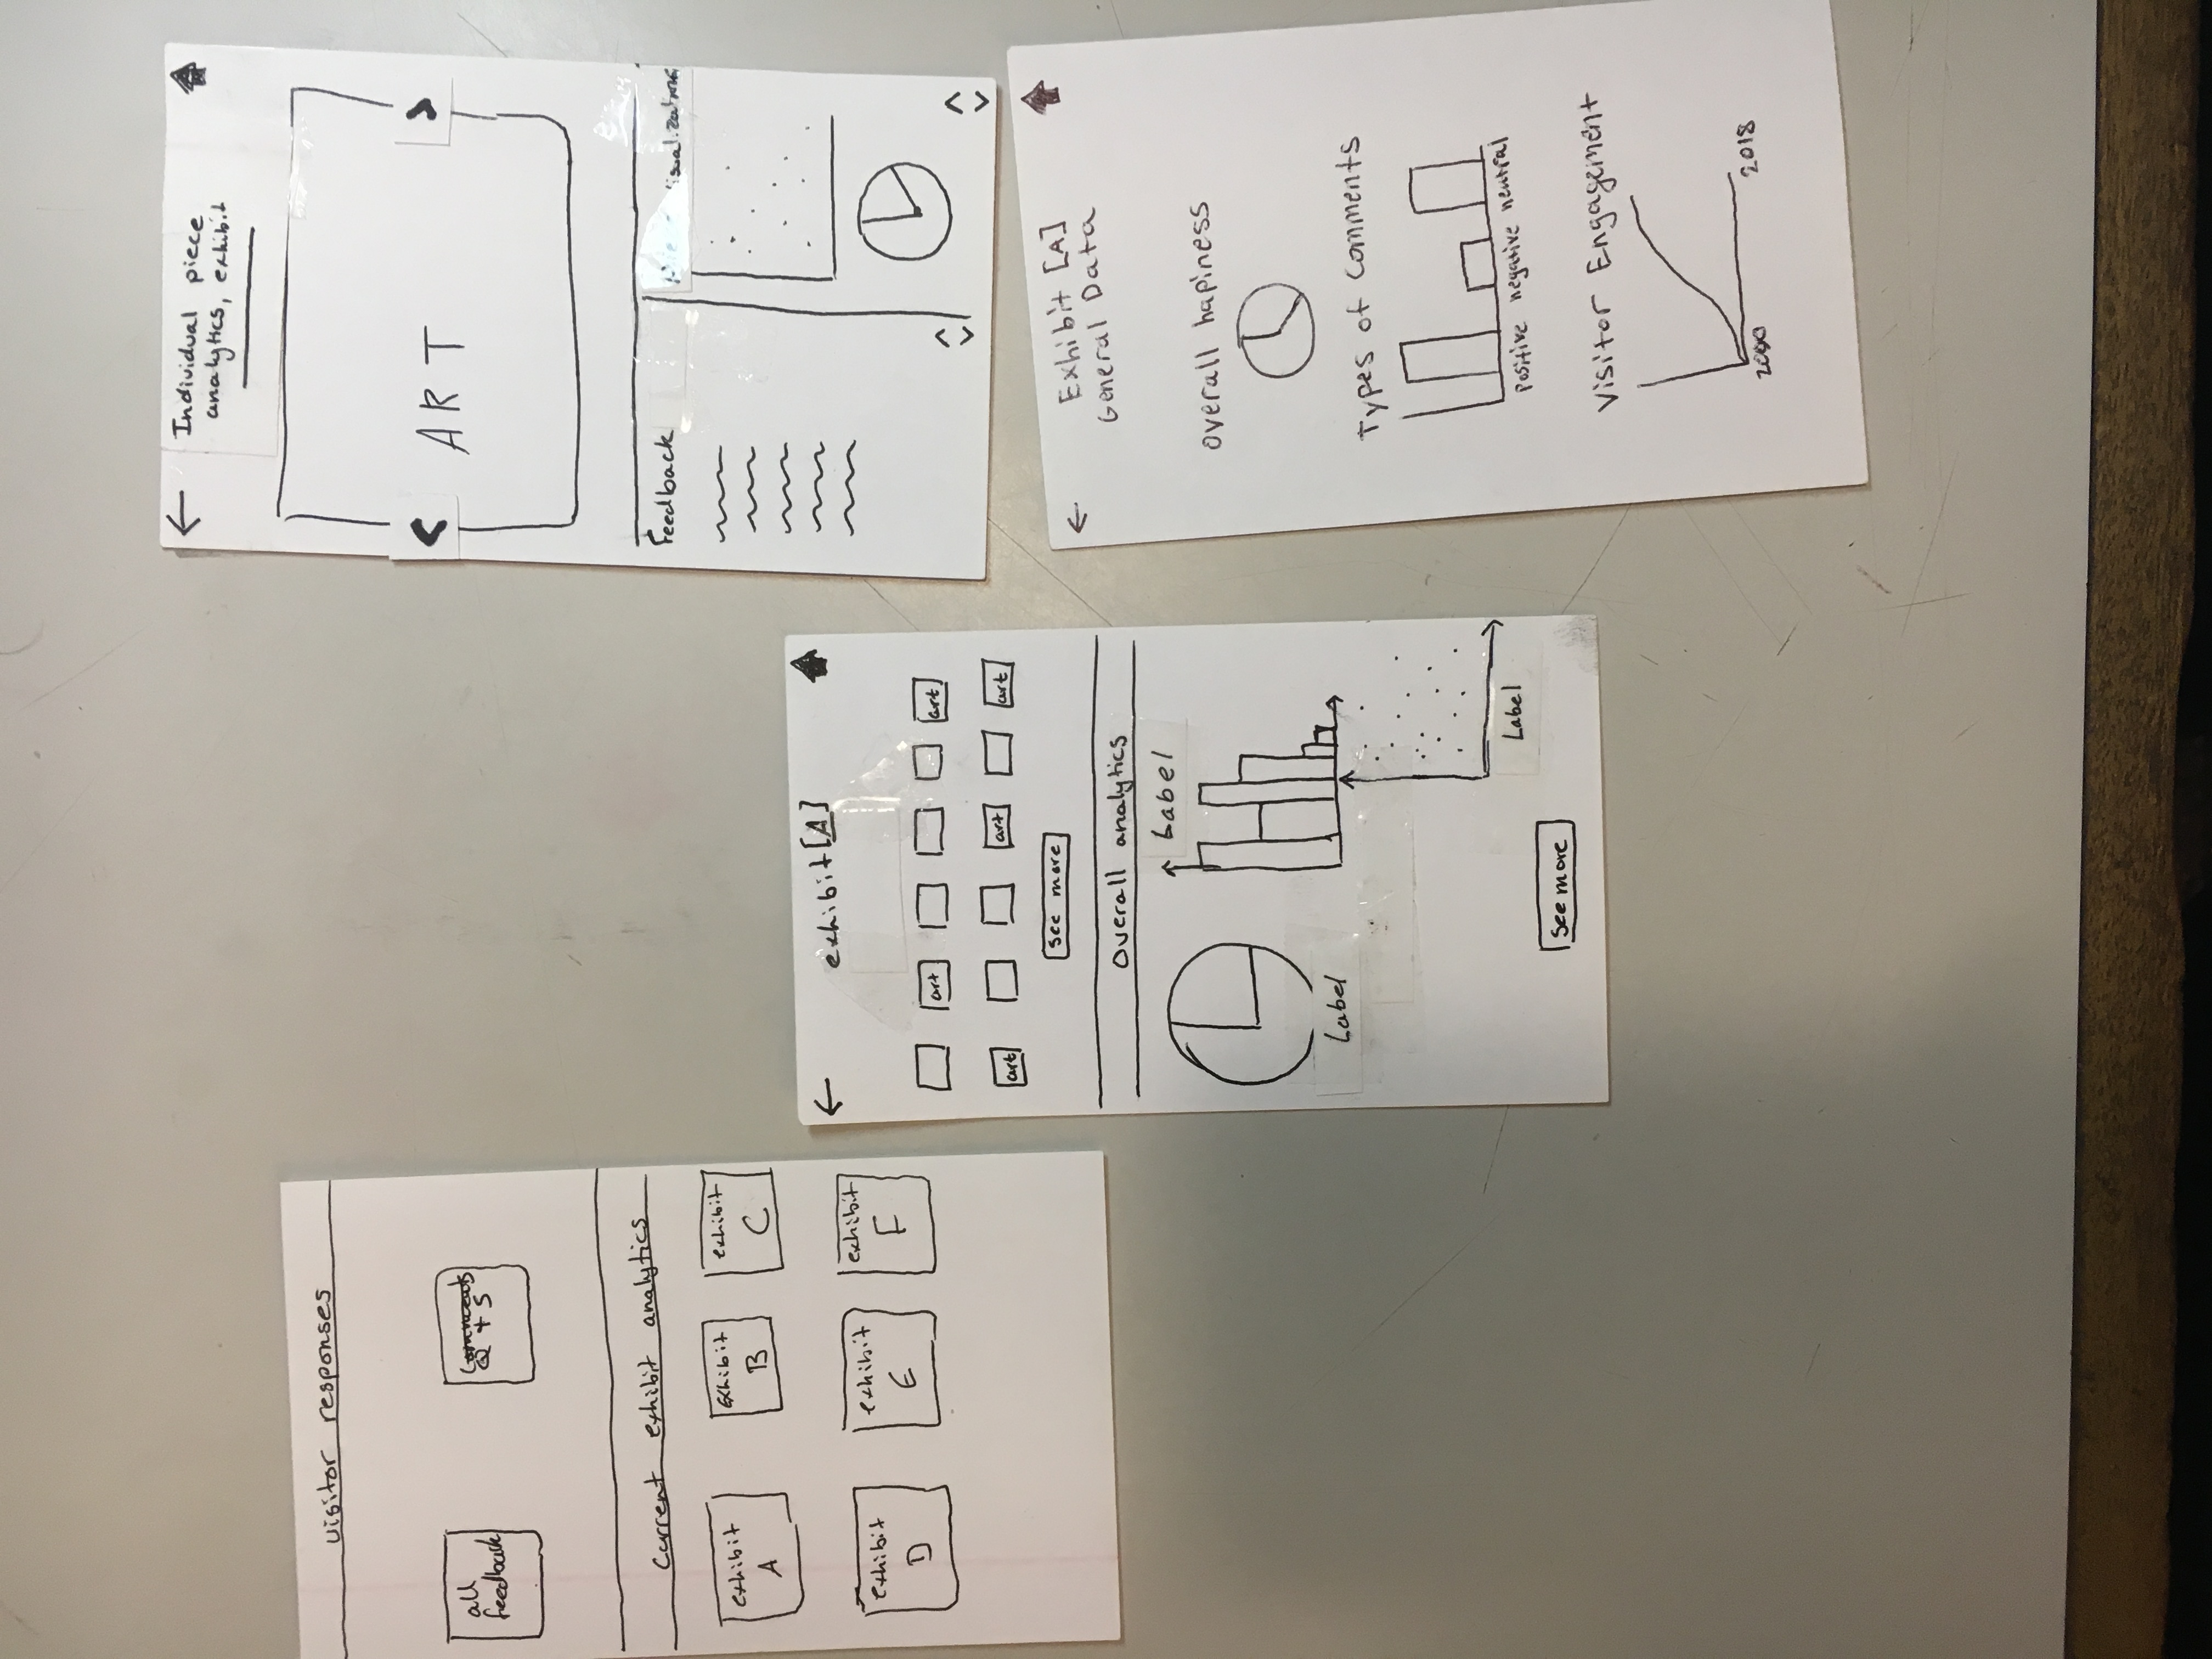 visitor responses
all
feedback
Comments
Q + S
Current exhibit analytics
exhibit
A
Exhibit
B
exhibit
C
exhibit
D
exhibit
E
exhibit
F
exhibit [A]
art
art
art
art
art
See more
Overall analytics
Label
Label
Label
See more
Individual piece
analytics, exhibit
ART
Feedback
visualizations
Exhibit [A]
General Data
Overall hapiness
Types of Comments
Positive negative neutral
Visitor Engagement
2000 2018